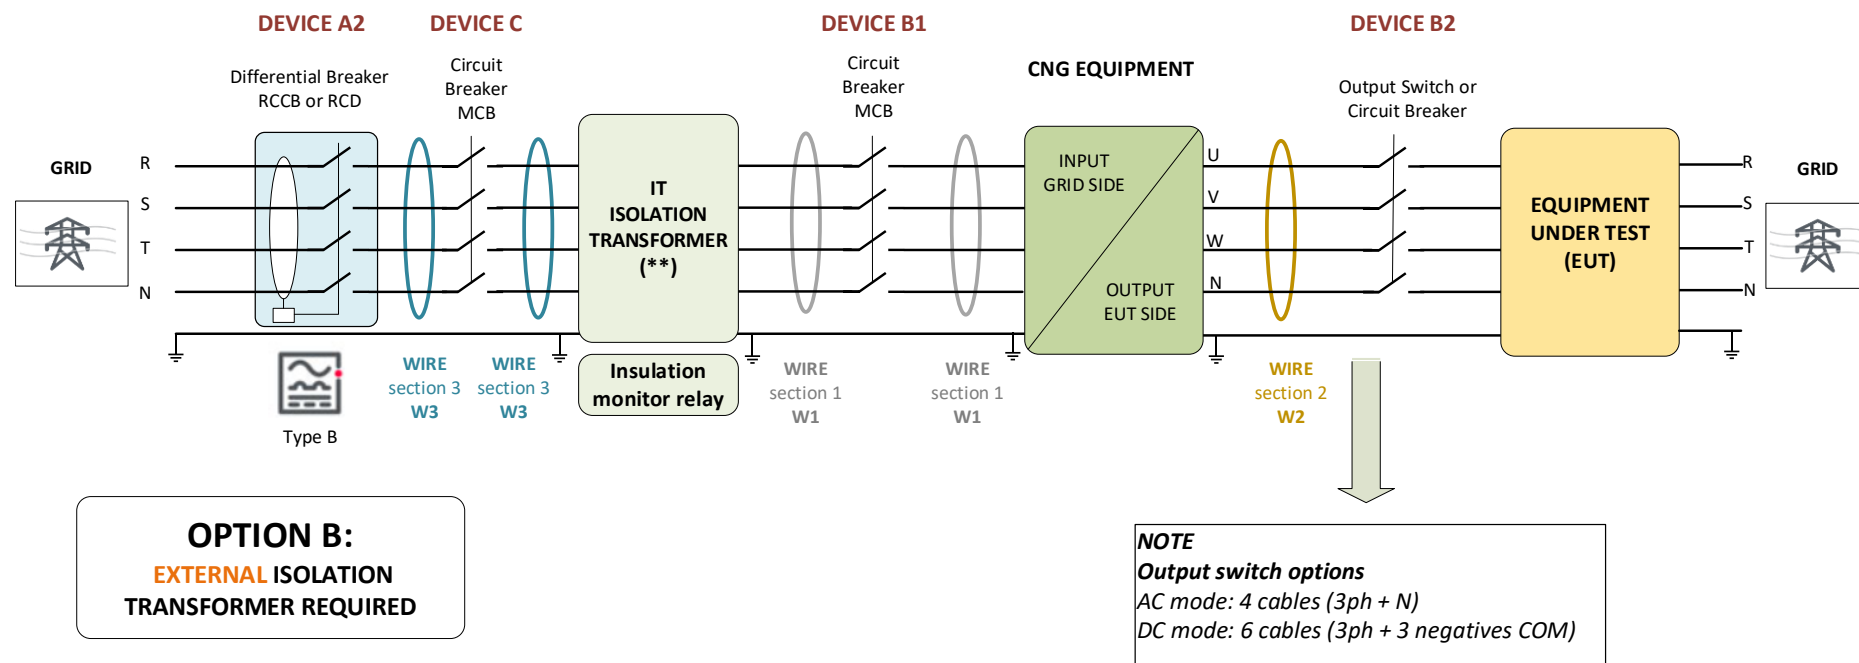 DEVICE A2
DEVICE C
DEVICE B1
DEVICE B2
Differential Breaker
RCCB or RCD
Circuit
Breaker
MCB
Circuit
Breaker
MCB
CNG EQUIPMENT
Output Switch or
Circuit Breaker
GRID
R
S
T
N
IT
ISOLATION
TRANSFORMER
(**)
INPUT
GRID SIDE
OUTPUT
EUT SIDE
U
V
W
N
EQUIPMENT
UNDER TEST
(EUT)
R
S
T
N
GRID
Type B
WIRE
section 3
W3
WIRE
section 3
W3
Insulation
monitor relay
WIRE
section 1
W1
WIRE
section 1
W1
WIRE
section 2
W2
OPTION B:
EXTERNAL ISOLATION
TRANSFORMER REQUIRED
NOTE
Output switch options
AC mode: 4 cables (3ph + N)
DC mode: 6 cables (3ph + 3 negatives COM)